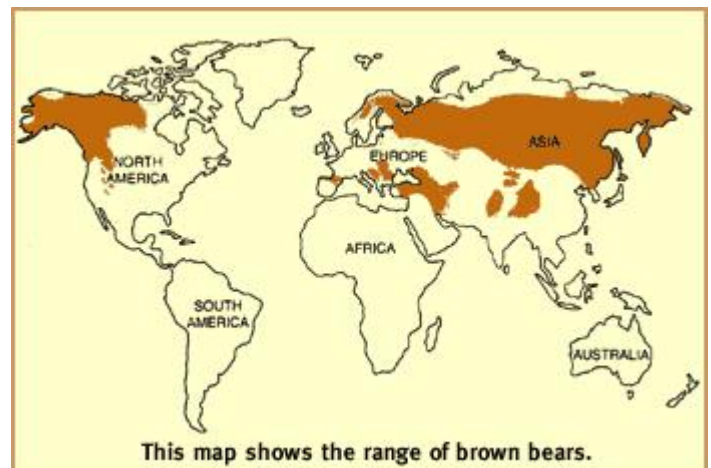 NORTH
AMERICA
EUROPE
ASIA
AFRICA
SOUTH
AMERICA
AUSTRALIA
This map shows the range of brown bears.